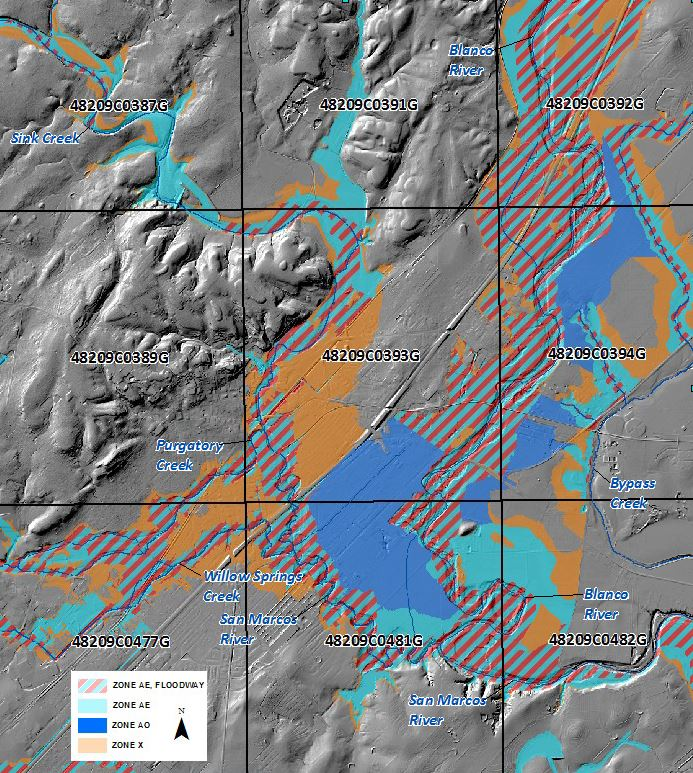 Blanco
River
48209C0387G
48209C0391G
48209C0392G
Sink Creek
48209C0389G
48209C0393G
48209C0394G
Purgatory
Creek
Bypass
Creek
Willow Springs
Creek
San Marcos
River
Blanco
River
48209C0477G
48209C0481G
48209C0482G
San Marcos
River
ZONE AE, FLOODWAY
ZONE AE
ZONE AO
ZONE X
N